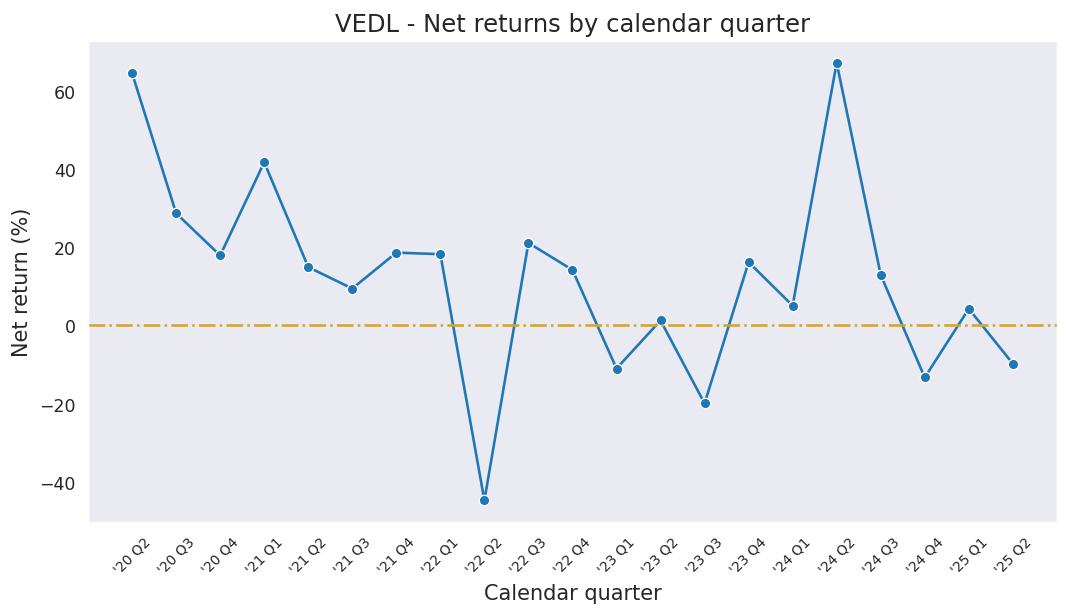 VEDL - Net returns by calendar quarter
Net return (%)
60
40
20
0
−20
−40
'20 Q2
'20 Q3
'20 Q4
'21 Q1
'21 Q2
'21 Q3
'21 Q4
'22 Q1
'22 Q2
'22 Q3
'22 Q4
'23 Q1
'23 Q2
'23 Q3
'23 Q4
'24 Q1
'24 Q2
'24 Q3
'24 Q4
'25 Q1
'25 Q2
Calendar quarter